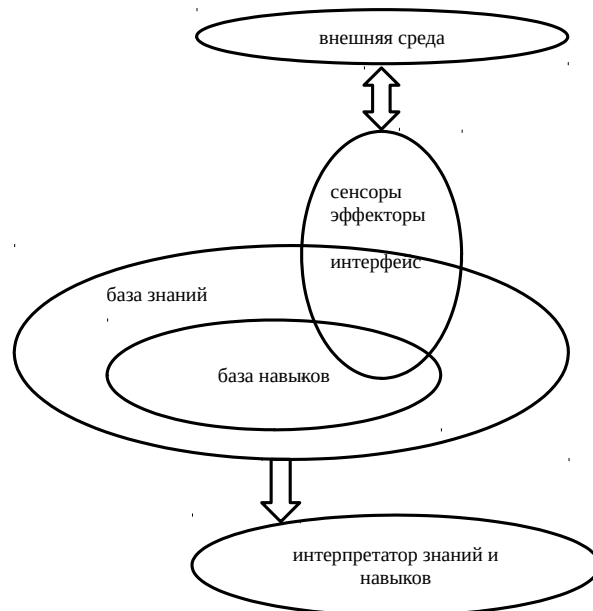 внешняя среда
сенсоры
эффекторы
интерфейс
база знаний
база навыков
интерпретатор знаний и
навыков